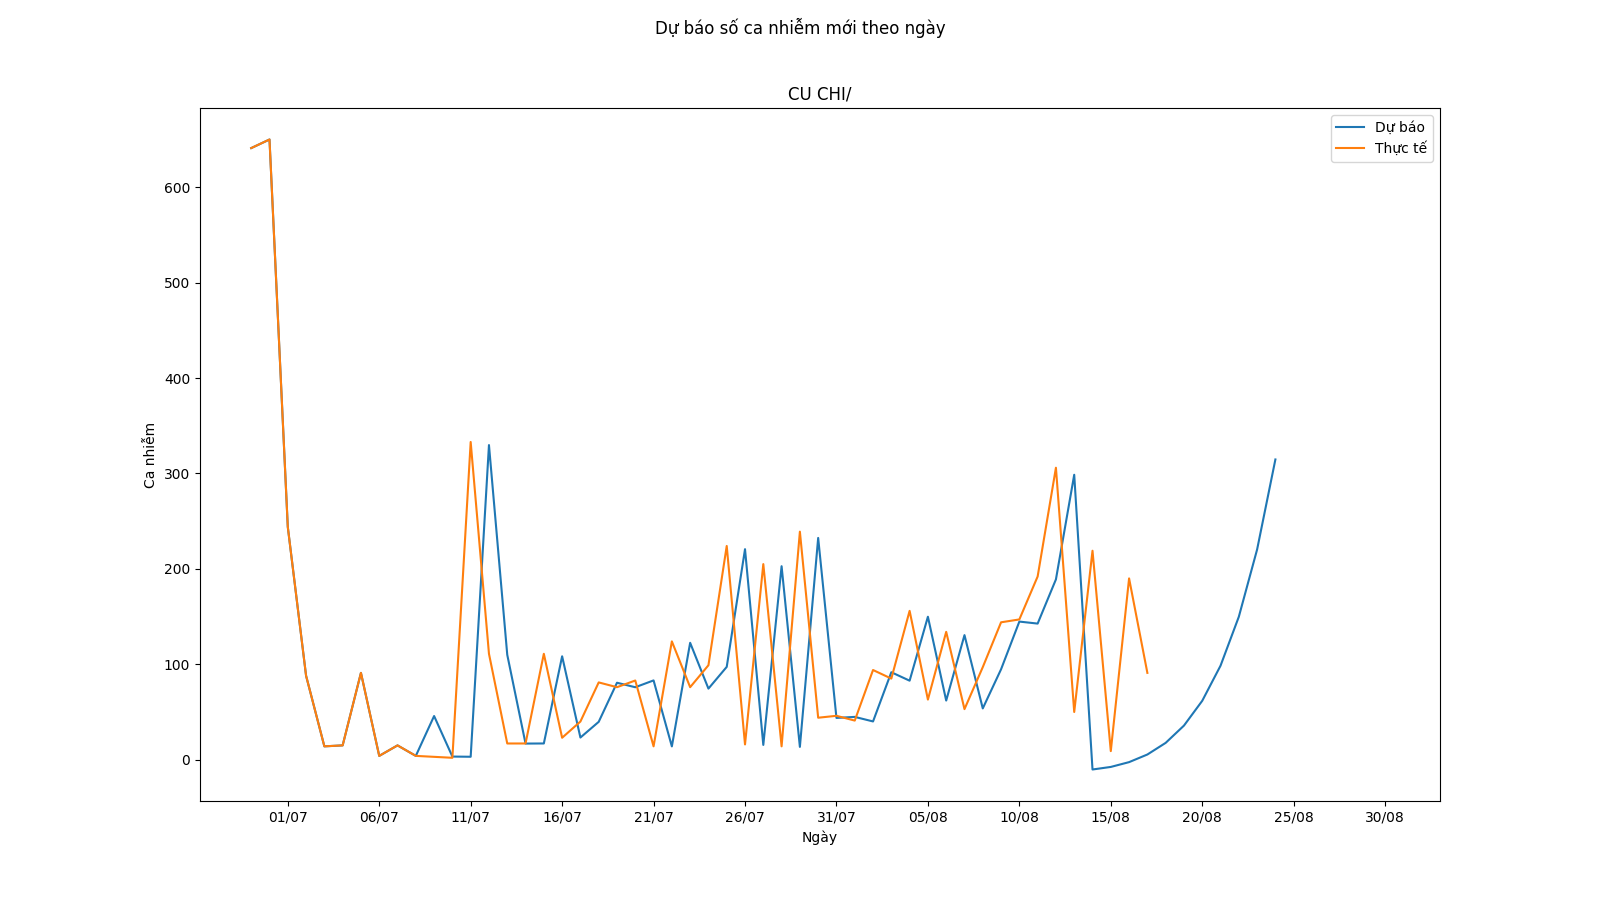 Dự báo số ca nhiễm mới theo ngày
CU CHI/
Dự báo
Thực tế
600
500
400
300
200
100
0
Ca nhiễm
01/07 06/07 11/07 16/07 21/07 26/07 31/07 05/08 10/08 15/08 20/08 25/08 30/08
Ngày